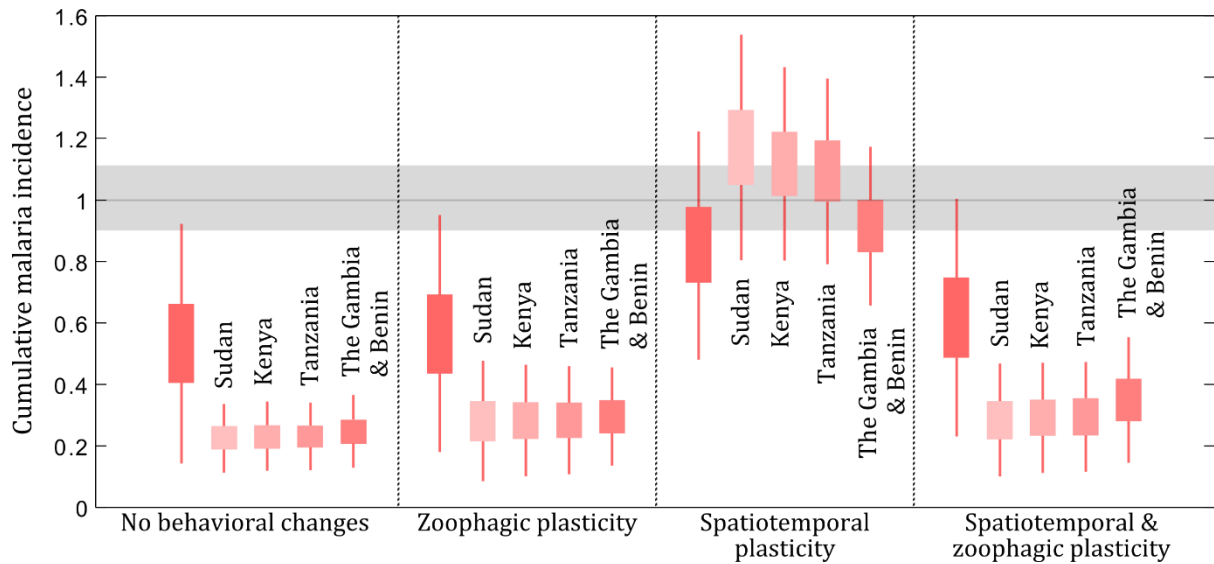 Cumulative malaria incidence
1.6
1.4
1.2
1
0.8
0.6
0.4
0.2
0
Sudan
Kenya
Tanzania
The Gambia
& Benin
No behavioral changes
Sudan
Kenya
Tanzania
The Gambia
& Benin
Zoophagic plasticity
Sudan
Kenya
Tanzania
The Gambia
& Benin
Spatiotemporal
plasticity
Sudan
Kenya
Tanzania
The Gambia
& Benin
Spatiotemporal &
zoophagic plasticity